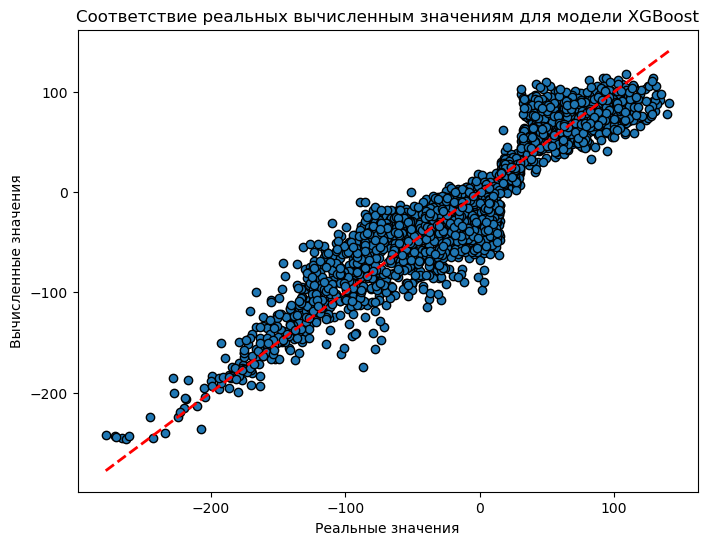 Соответствие реальных вычисленным значениям для модели XGBoost
Вычисленные значения
100
0
−100
−200
−200
−100
0
100
Реальные значения